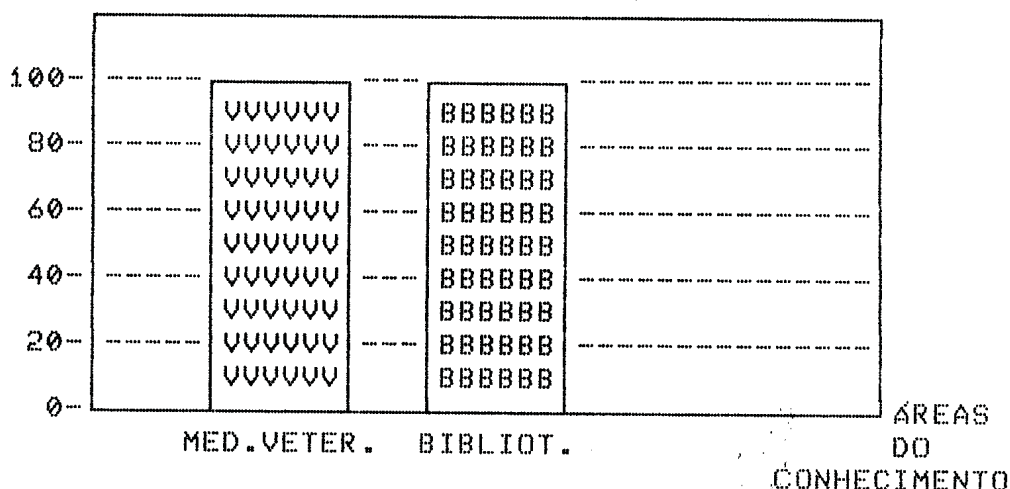 100-
VVVVVV BBBBBB
80- VVVVVV BBBBBB
VVVVVV BBBBBB
60- VVVVVV BBBBBB
VVVVVV BBBBBB
40- VVVVVV BBBBBB
VVVVVV BBBBBB
20- VVVVVV BBBBBB
VVVVVV BBBBBB
0-
MED.VETER. BIBLIOT.
ÁREAS
DO
CONHECIMENTO